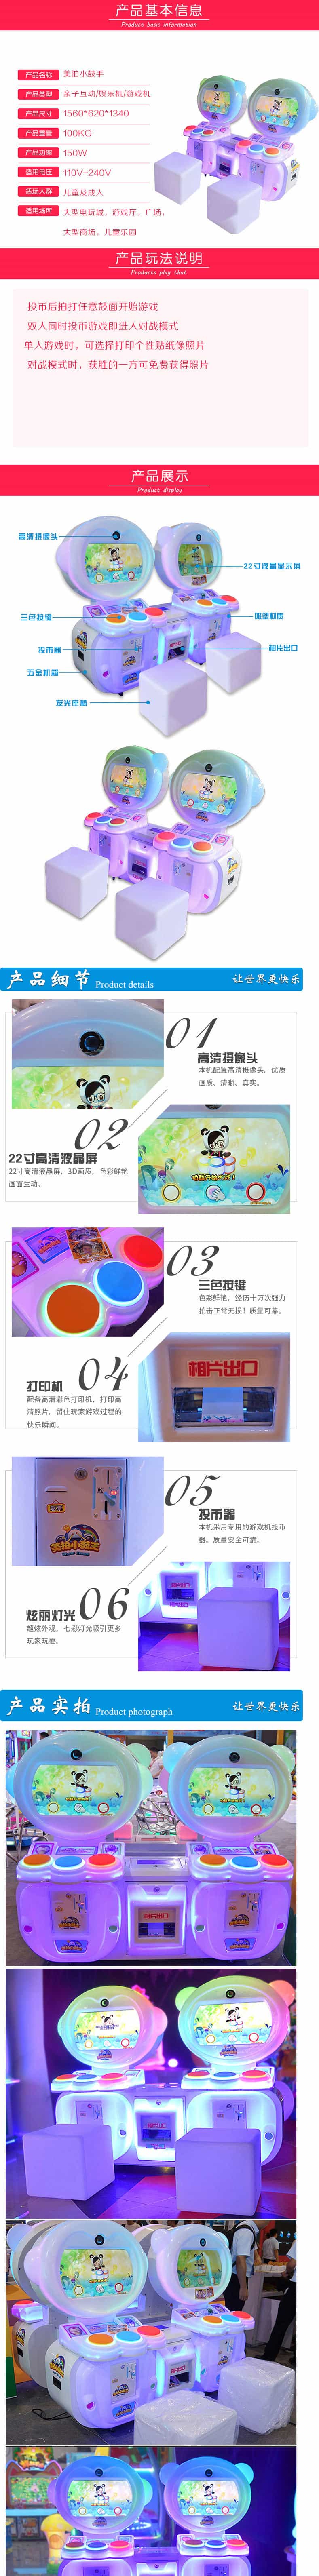 产品基本信息
Product basic information
产品名称 美拍小鼓手
产品类型 亲子互动/娱乐机/游戏机
产品尺寸 1560*620*1340
产品重量 100KG
产品功率 150W
适用电压 110V-240V
适玩人群 儿童及成人
适用场所 大型电玩城、游戏厅、广场、
大型商场、儿童乐园
产品玩法说明
Products play shot
投币后拍打任意鼓面开始游戏
双人同时投币游戏即进入对战模式
单人游戏时，可选择打印个性贴纸像照片
对战模式时，获胜的一方可免费获得照片
产品展示
Product display
高清摄像头
22寸液晶显示屏
三色按键
吸塑材质
投币器
相片出口
五金机箱
发光座椅
产品细节 Product details 让世界更快乐
01
高清摄像头
本机配置高清摄像头，优质
画质，清晰、真实。
02
22寸高清液晶屏
22寸高清液晶屏，3D画质，色彩鲜艳
画面生动。
03
三色按键
色彩鲜艳，经历十万次强力
拍击正常无损！质量可靠。
04
打印机
配备高清彩色打印机，打印高
清照片，留住玩家游戏过程的
快乐瞬间。
相片出口
05
投币器
本机采用专用的游戏机投币
器。质量安全可靠。
美拍小鼓王
06
炫丽灯光
超炫外观，七彩灯光吸引更多
玩家玩耍。
产品实拍 Product photograph 让世界更快乐
相片出口